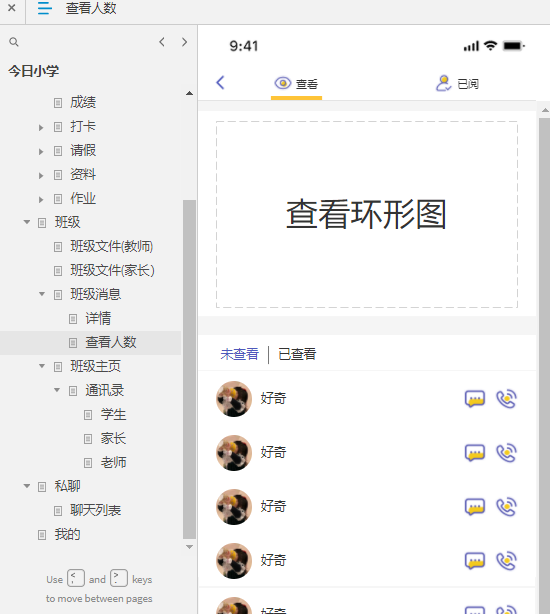 查看人数
今日小学
成绩
打卡
请假
资料
作业
班级
班级文件(教师)
班级文件(家长)
班级消息
详情
查看人数
班级主页
通讯录
学生
家长
老师
私聊
聊天列表
我的
Use < , and > . keys
to move between pages
9:41
查看 已阅
查看环形图
未查看 已查看
好奇
好奇
好奇
好奇
好奇